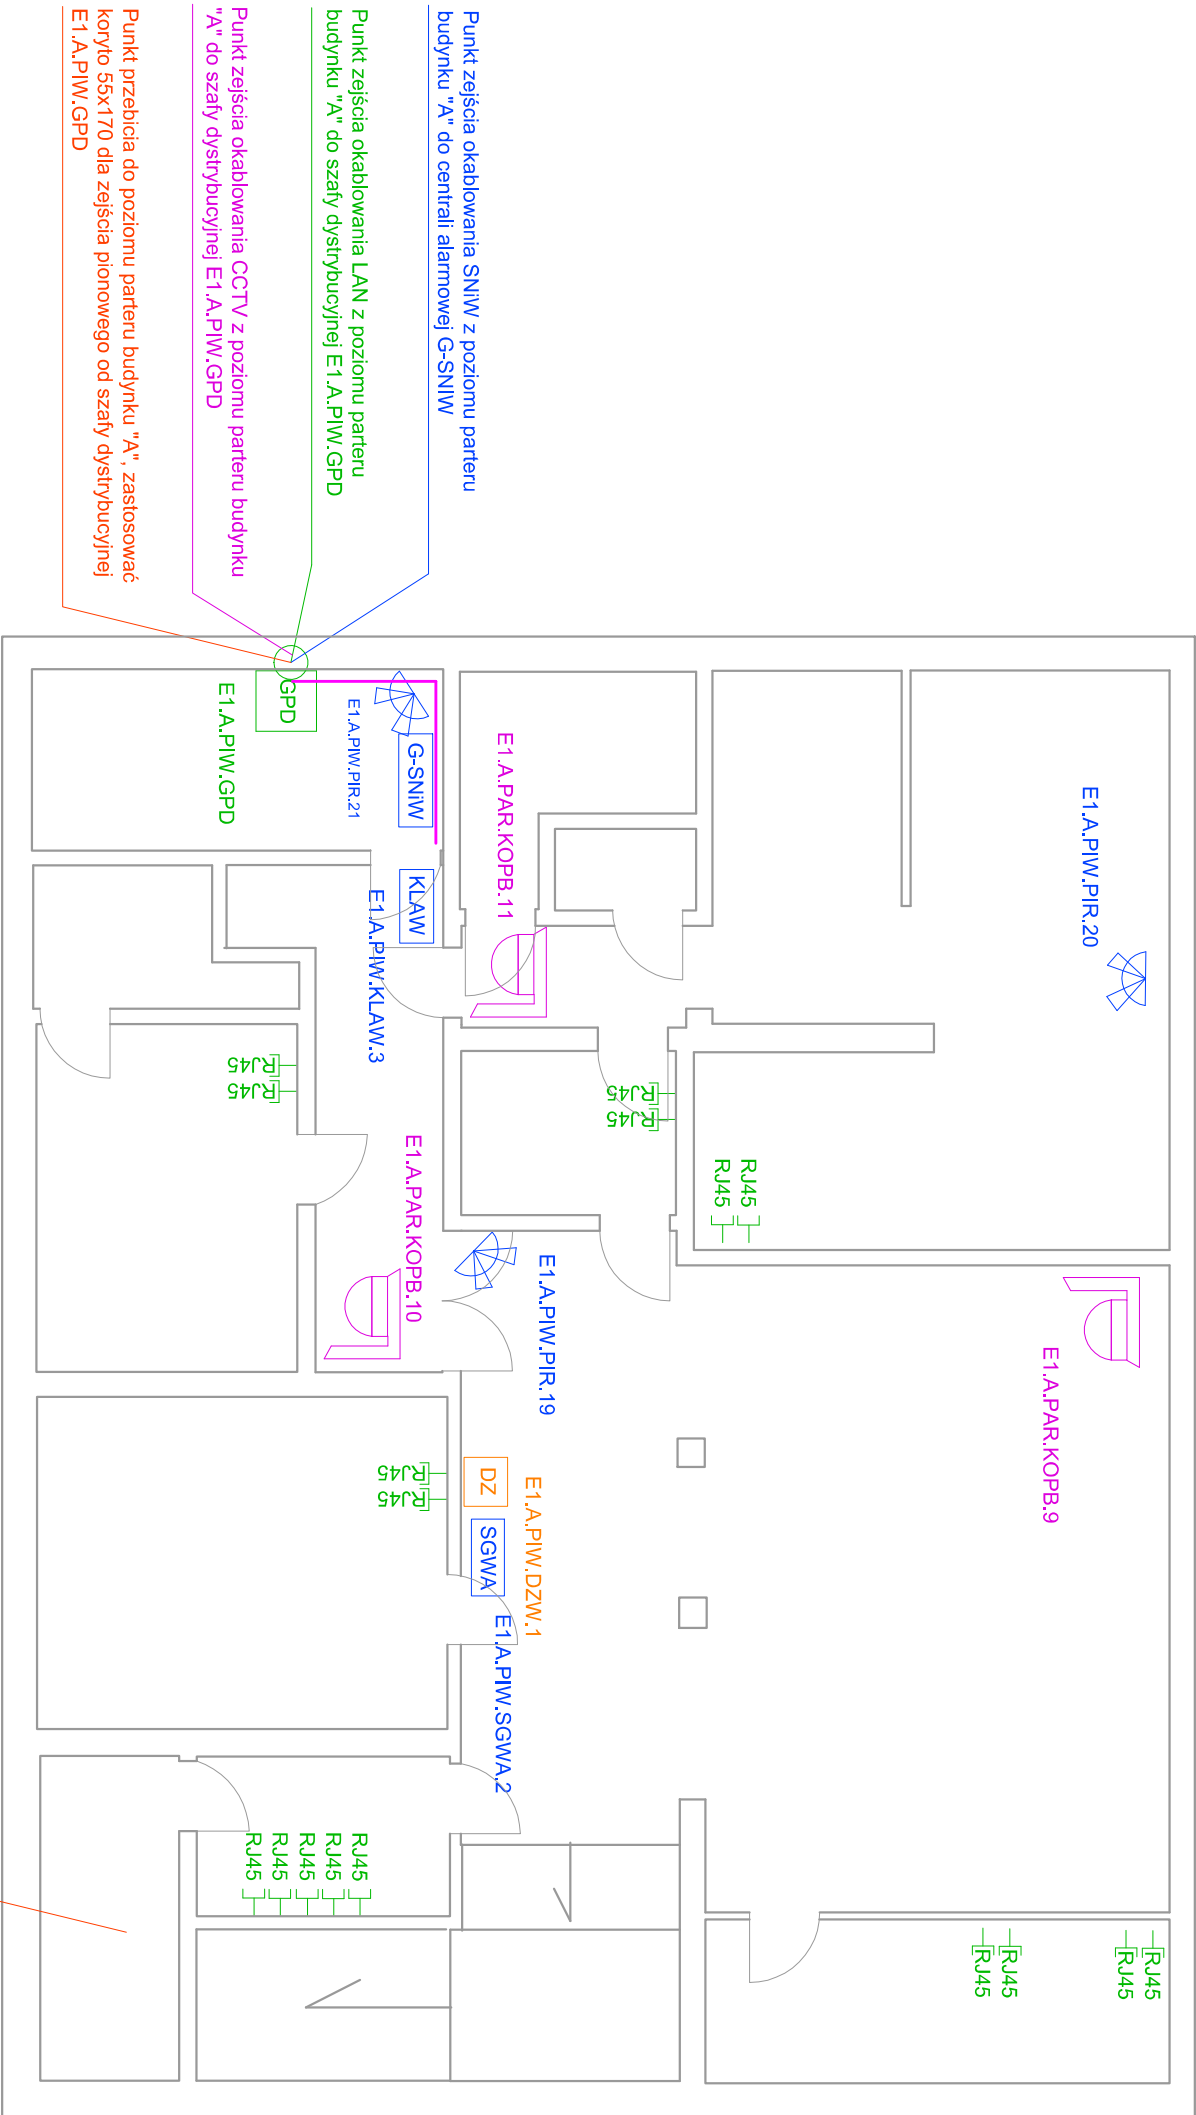 Punkt zejścia okablowania SNiW z poziomu parteru
budynku "A" do centrali alarmowej G-SNIW
Punkt zejścia okablowania LAN z poziomu parteru
budynku "A" do szafy dystrybucyjnej E1.A.PIW.GPD
Punkt zejścia okablowania CCTV z poziomu parteru budynku
"A" do szafy dystrybucyjnej E1.A.PIW.GPD
Punkt przebicia do poziomu parteru budynku "A", zastosować
koryto 55x170 dla zejścia pionowego od szafy dystrybucyjnej
E1.A.PIW.GPD
E1.A.PIW.PIR.20
E1.A.PAR.KOPB.11
G-SNiW
E1.A.PIW.PIR.21
GPD
E1.A.PIW.GPD
KLAW
E1.A.PIW.KLAW.3
RJ45
RJ45
RJ45
RJ45
RJ45
RJ45
E1.A.PAR.KOPB.10
E1.A.PIW.PIR.19
E1.A.PAR.KOPB.9
RJ45
RJ45
DZ
E1.A.PIW.DZW.1
SGWA
E1.A.PIW.SGWA.2
RJ45
RJ45
RJ45
RJ45
RJ45
RJ45
RJ45
RJ45
RJ45